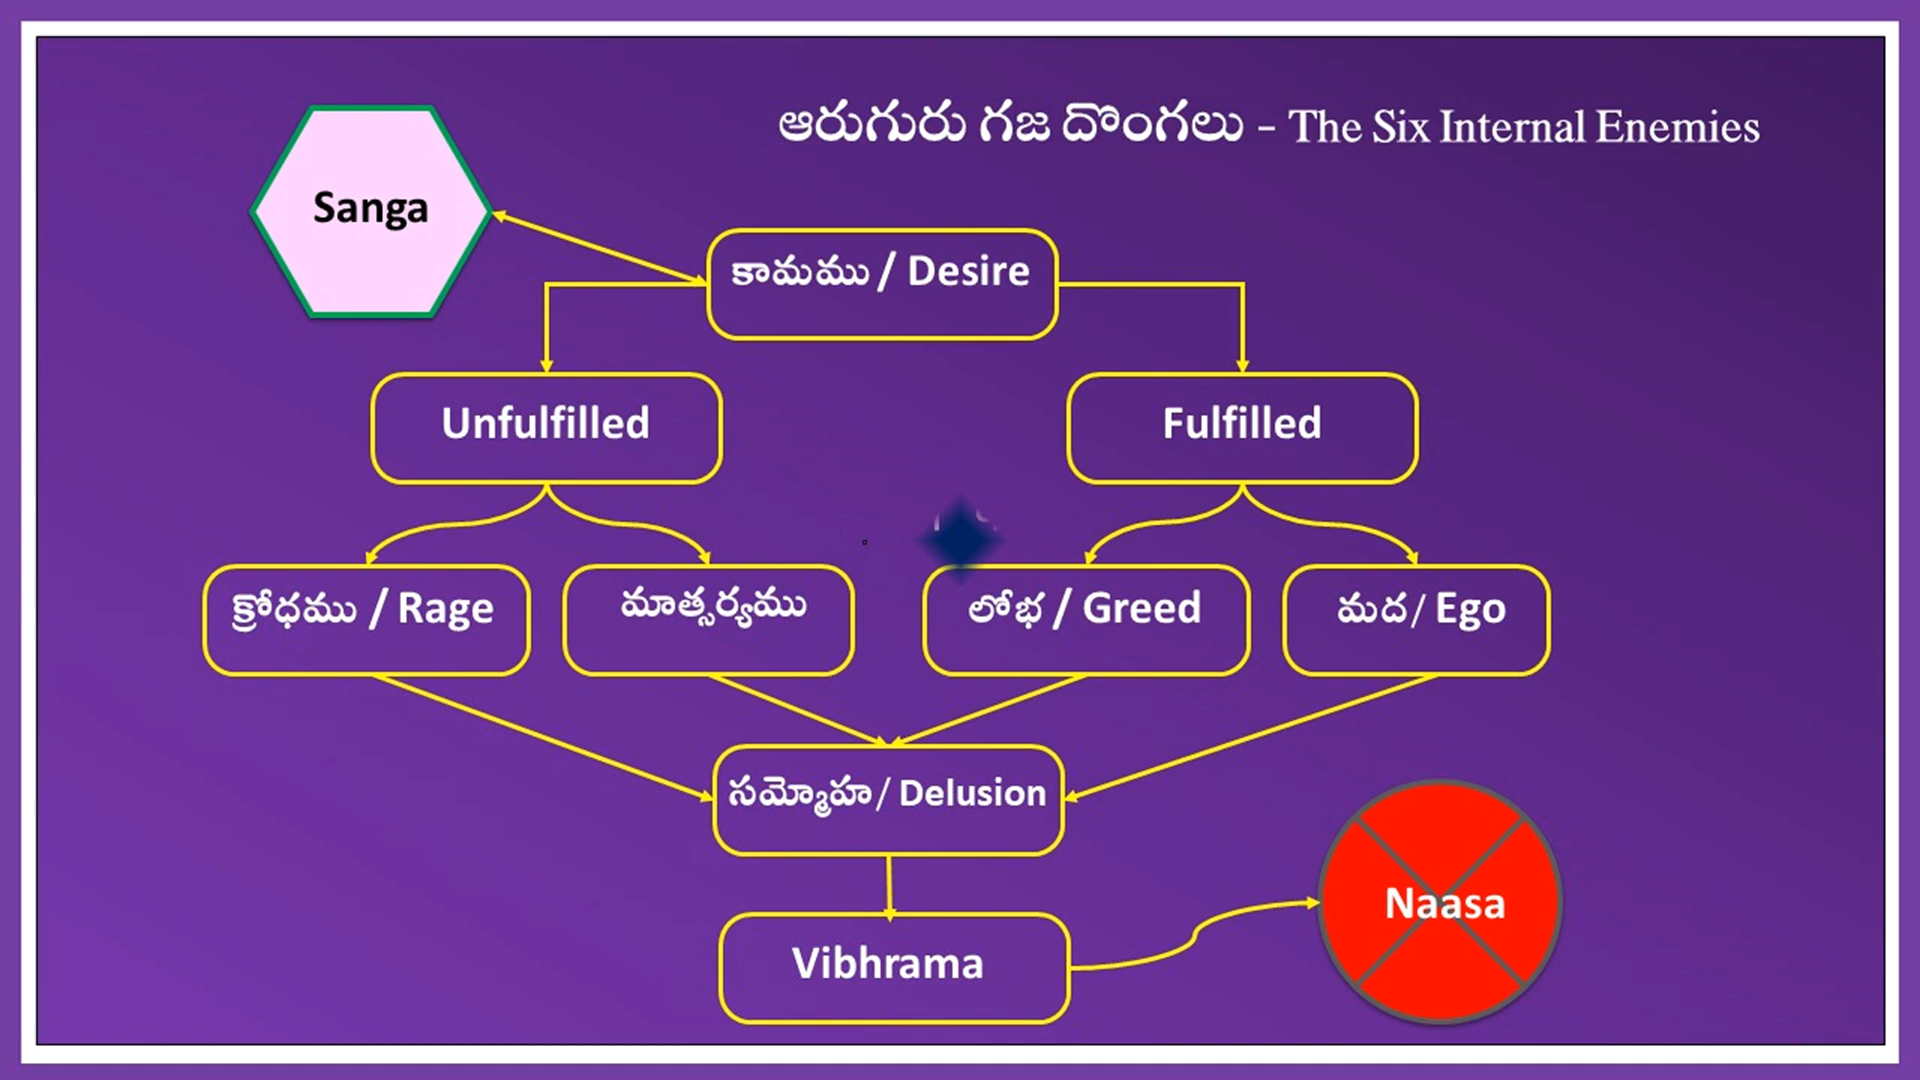 ఆరుగురు గజ దొంగలు – The Six Internal Enemies
Sanga
కామము / Desire
Unfulfilled
Fulfilled
క్రోధము / Rage
మాత్సర్యము
లోభ / Greed
మద/ Ego
సమ్మోహ/ Delusion
Vibhrama
Naasa